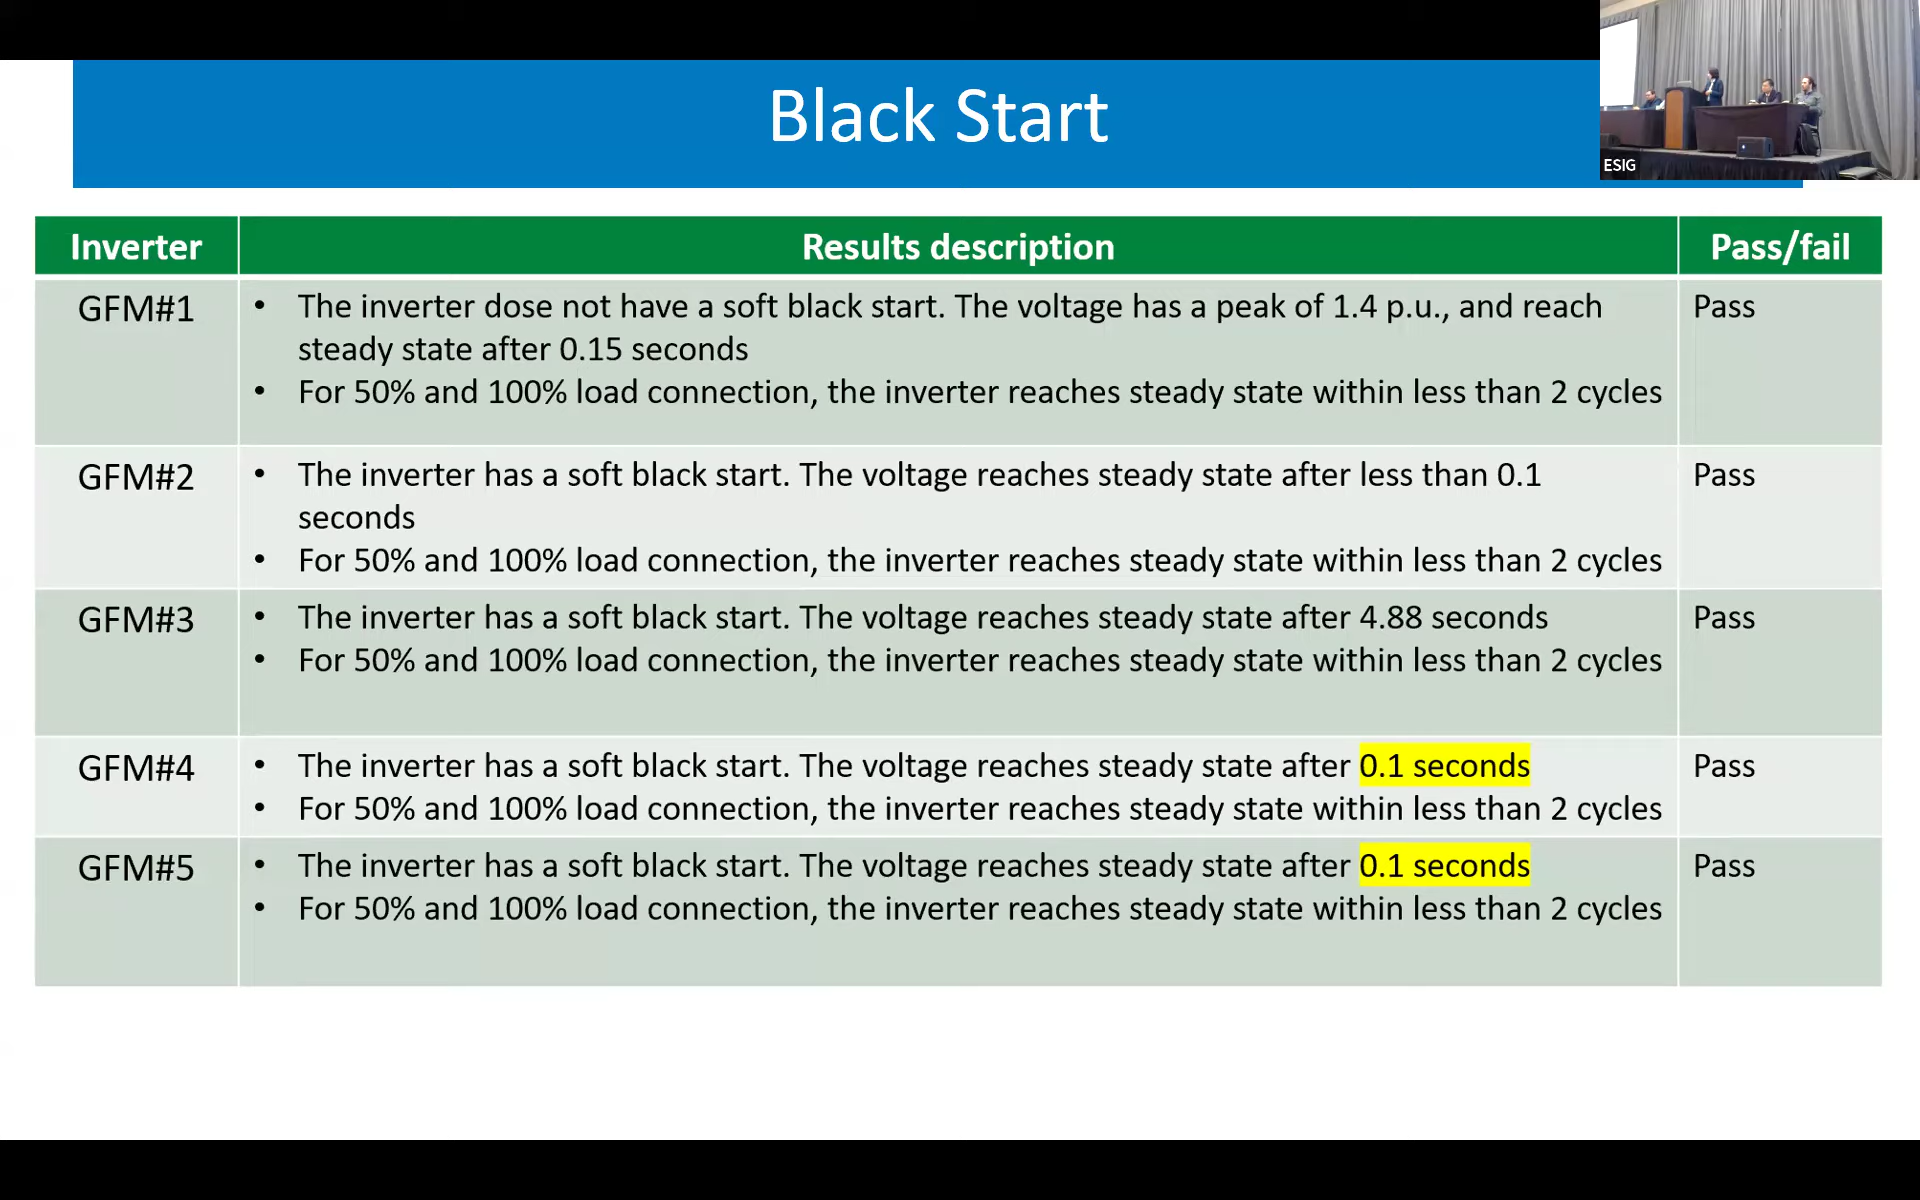 Black Start
ESIG
Inverter Results description Pass/fail
GFM#1 • The inverter dose not have a soft black start. The voltage has a peak of 1.4 p.u., and reach Pass
steady state after 0.15 seconds
• For 50% and 100% load connection, the inverter reaches steady state within less than 2 cycles
GFM#2 • The inverter has a soft black start. The voltage reaches steady state after less than 0.1 Pass
seconds
• For 50% and 100% load connection, the inverter reaches steady state within less than 2 cycles
GFM#3 • The inverter has a soft black start. The voltage reaches steady state after 4.88 seconds Pass
• For 50% and 100% load connection, the inverter reaches steady state within less than 2 cycles
GFM#4 • The inverter has a soft black start. The voltage reaches steady state after 0.1 seconds Pass
• For 50% and 100% load connection, the inverter reaches steady state within less than 2 cycles
GFM#5 • The inverter has a soft black start. The voltage reaches steady state after 0.1 seconds Pass
• For 50% and 100% load connection, the inverter reaches steady state within less than 2 cycles